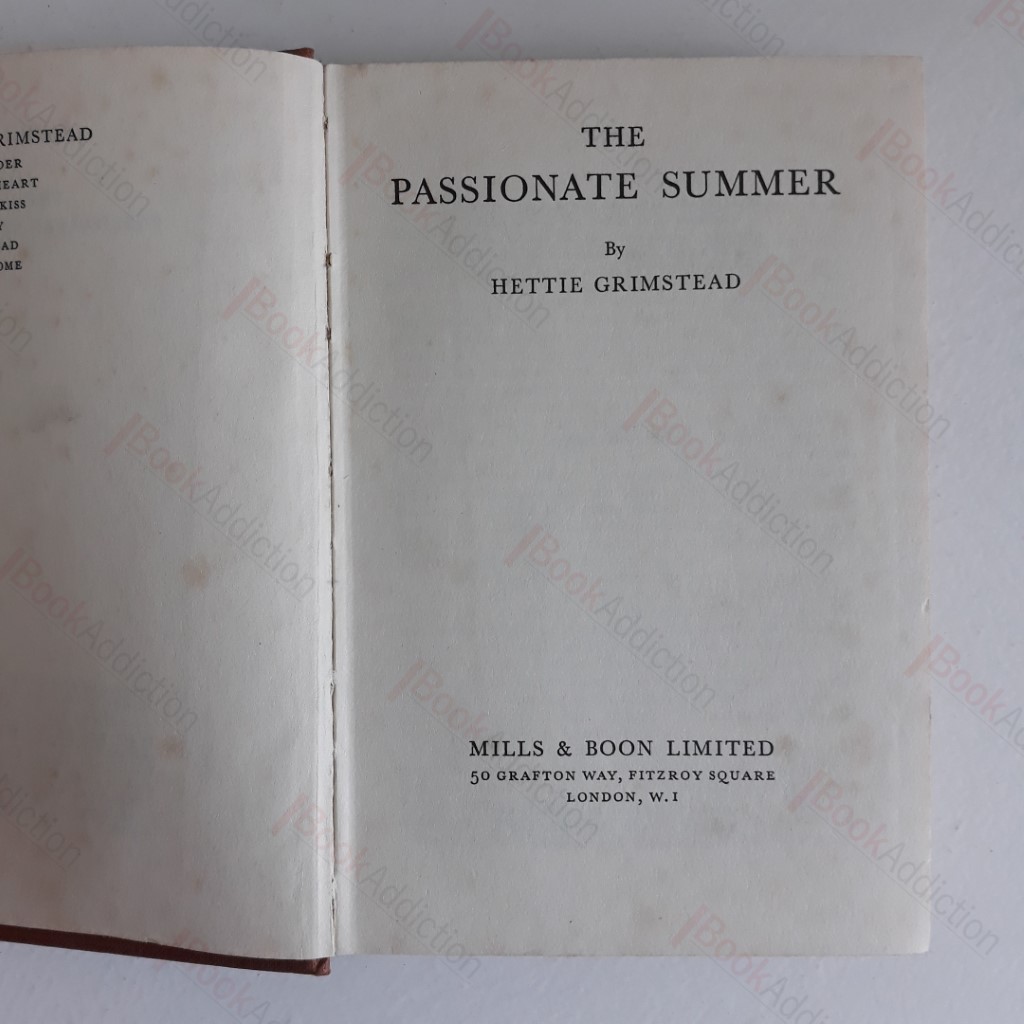 RIMSTEAD
DER
HEART
KISS
Y
AD
OME
THE
PASSIONATE SUMMER
By
HETTIE GRIMSTEAD
MILLS & BOON LIMITED
50 GRAFTON WAY, FITZROY SQUARE
LONDON, W.1
BookAddiction